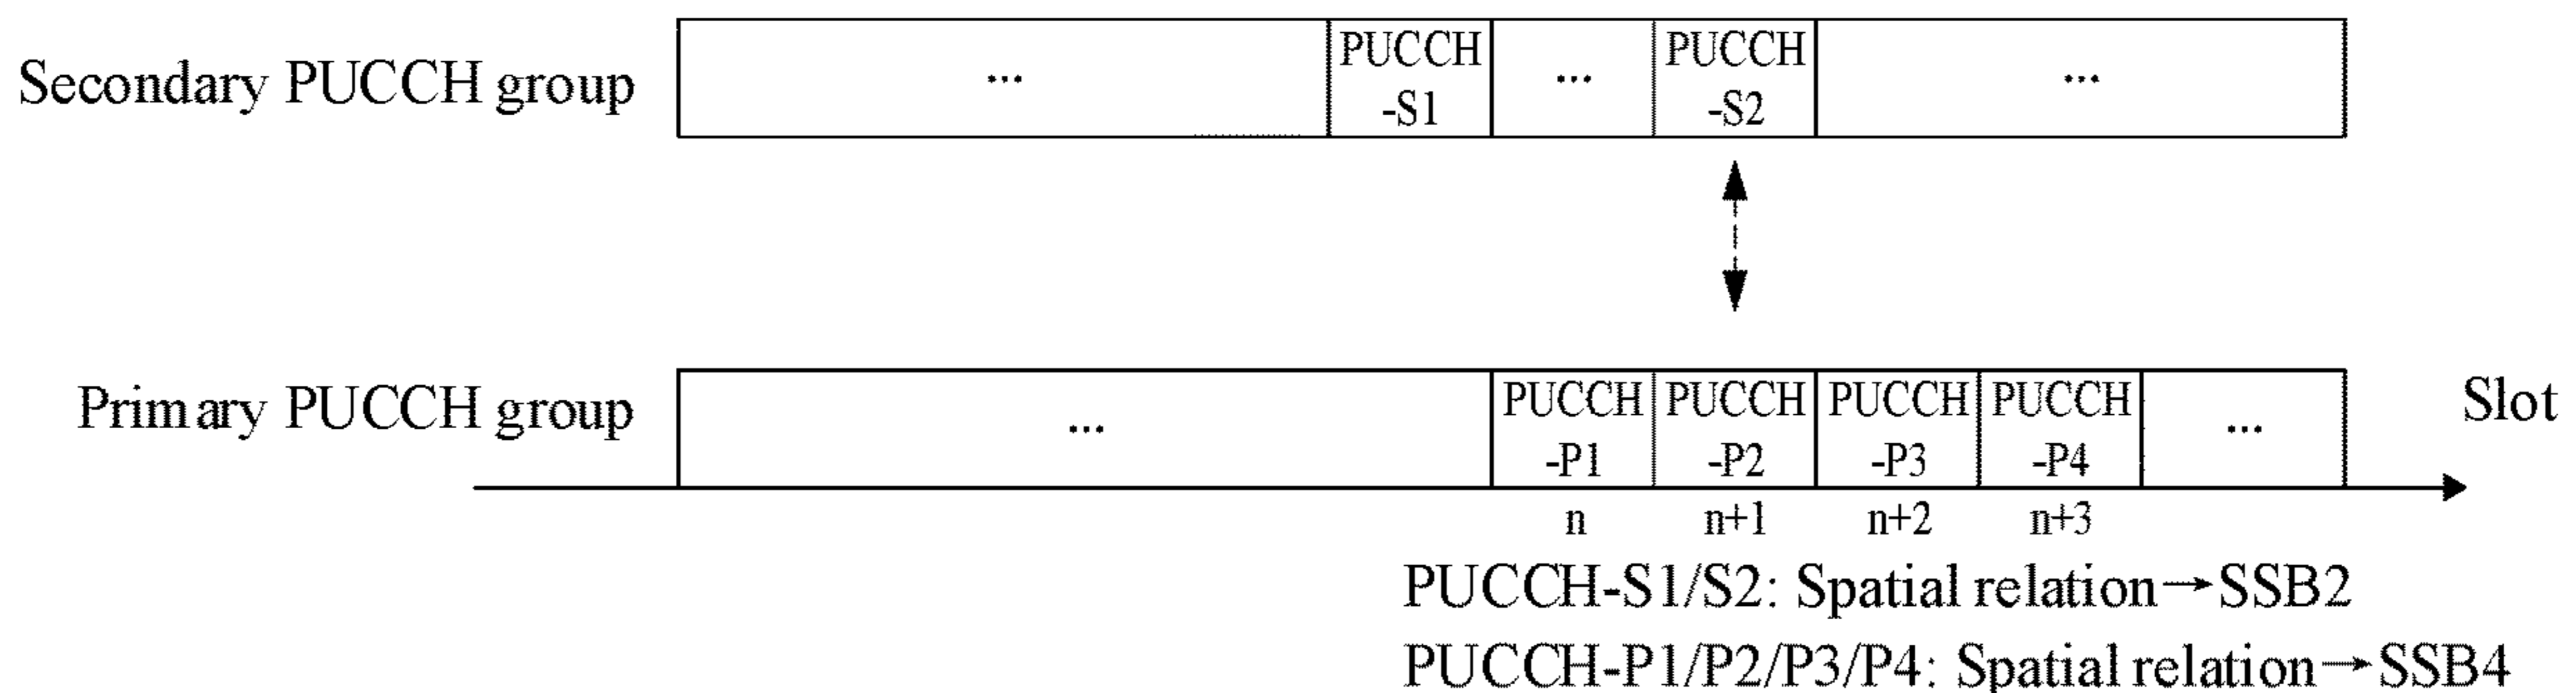 Secondary PUCCH group
... PUCCH -S1 ... PUCCH -S2 ...
Primary PUCCH group
... PUCCH -P1 PUCCH -P2 PUCCH -P3 PUCCH -P4 ...
Slot
n n+1 n+2 n+3
PUCCH-S1/S2: Spatial relation→SSB2
PUCCH-P1/P2/P3/P4: Spatial relation→SSB4